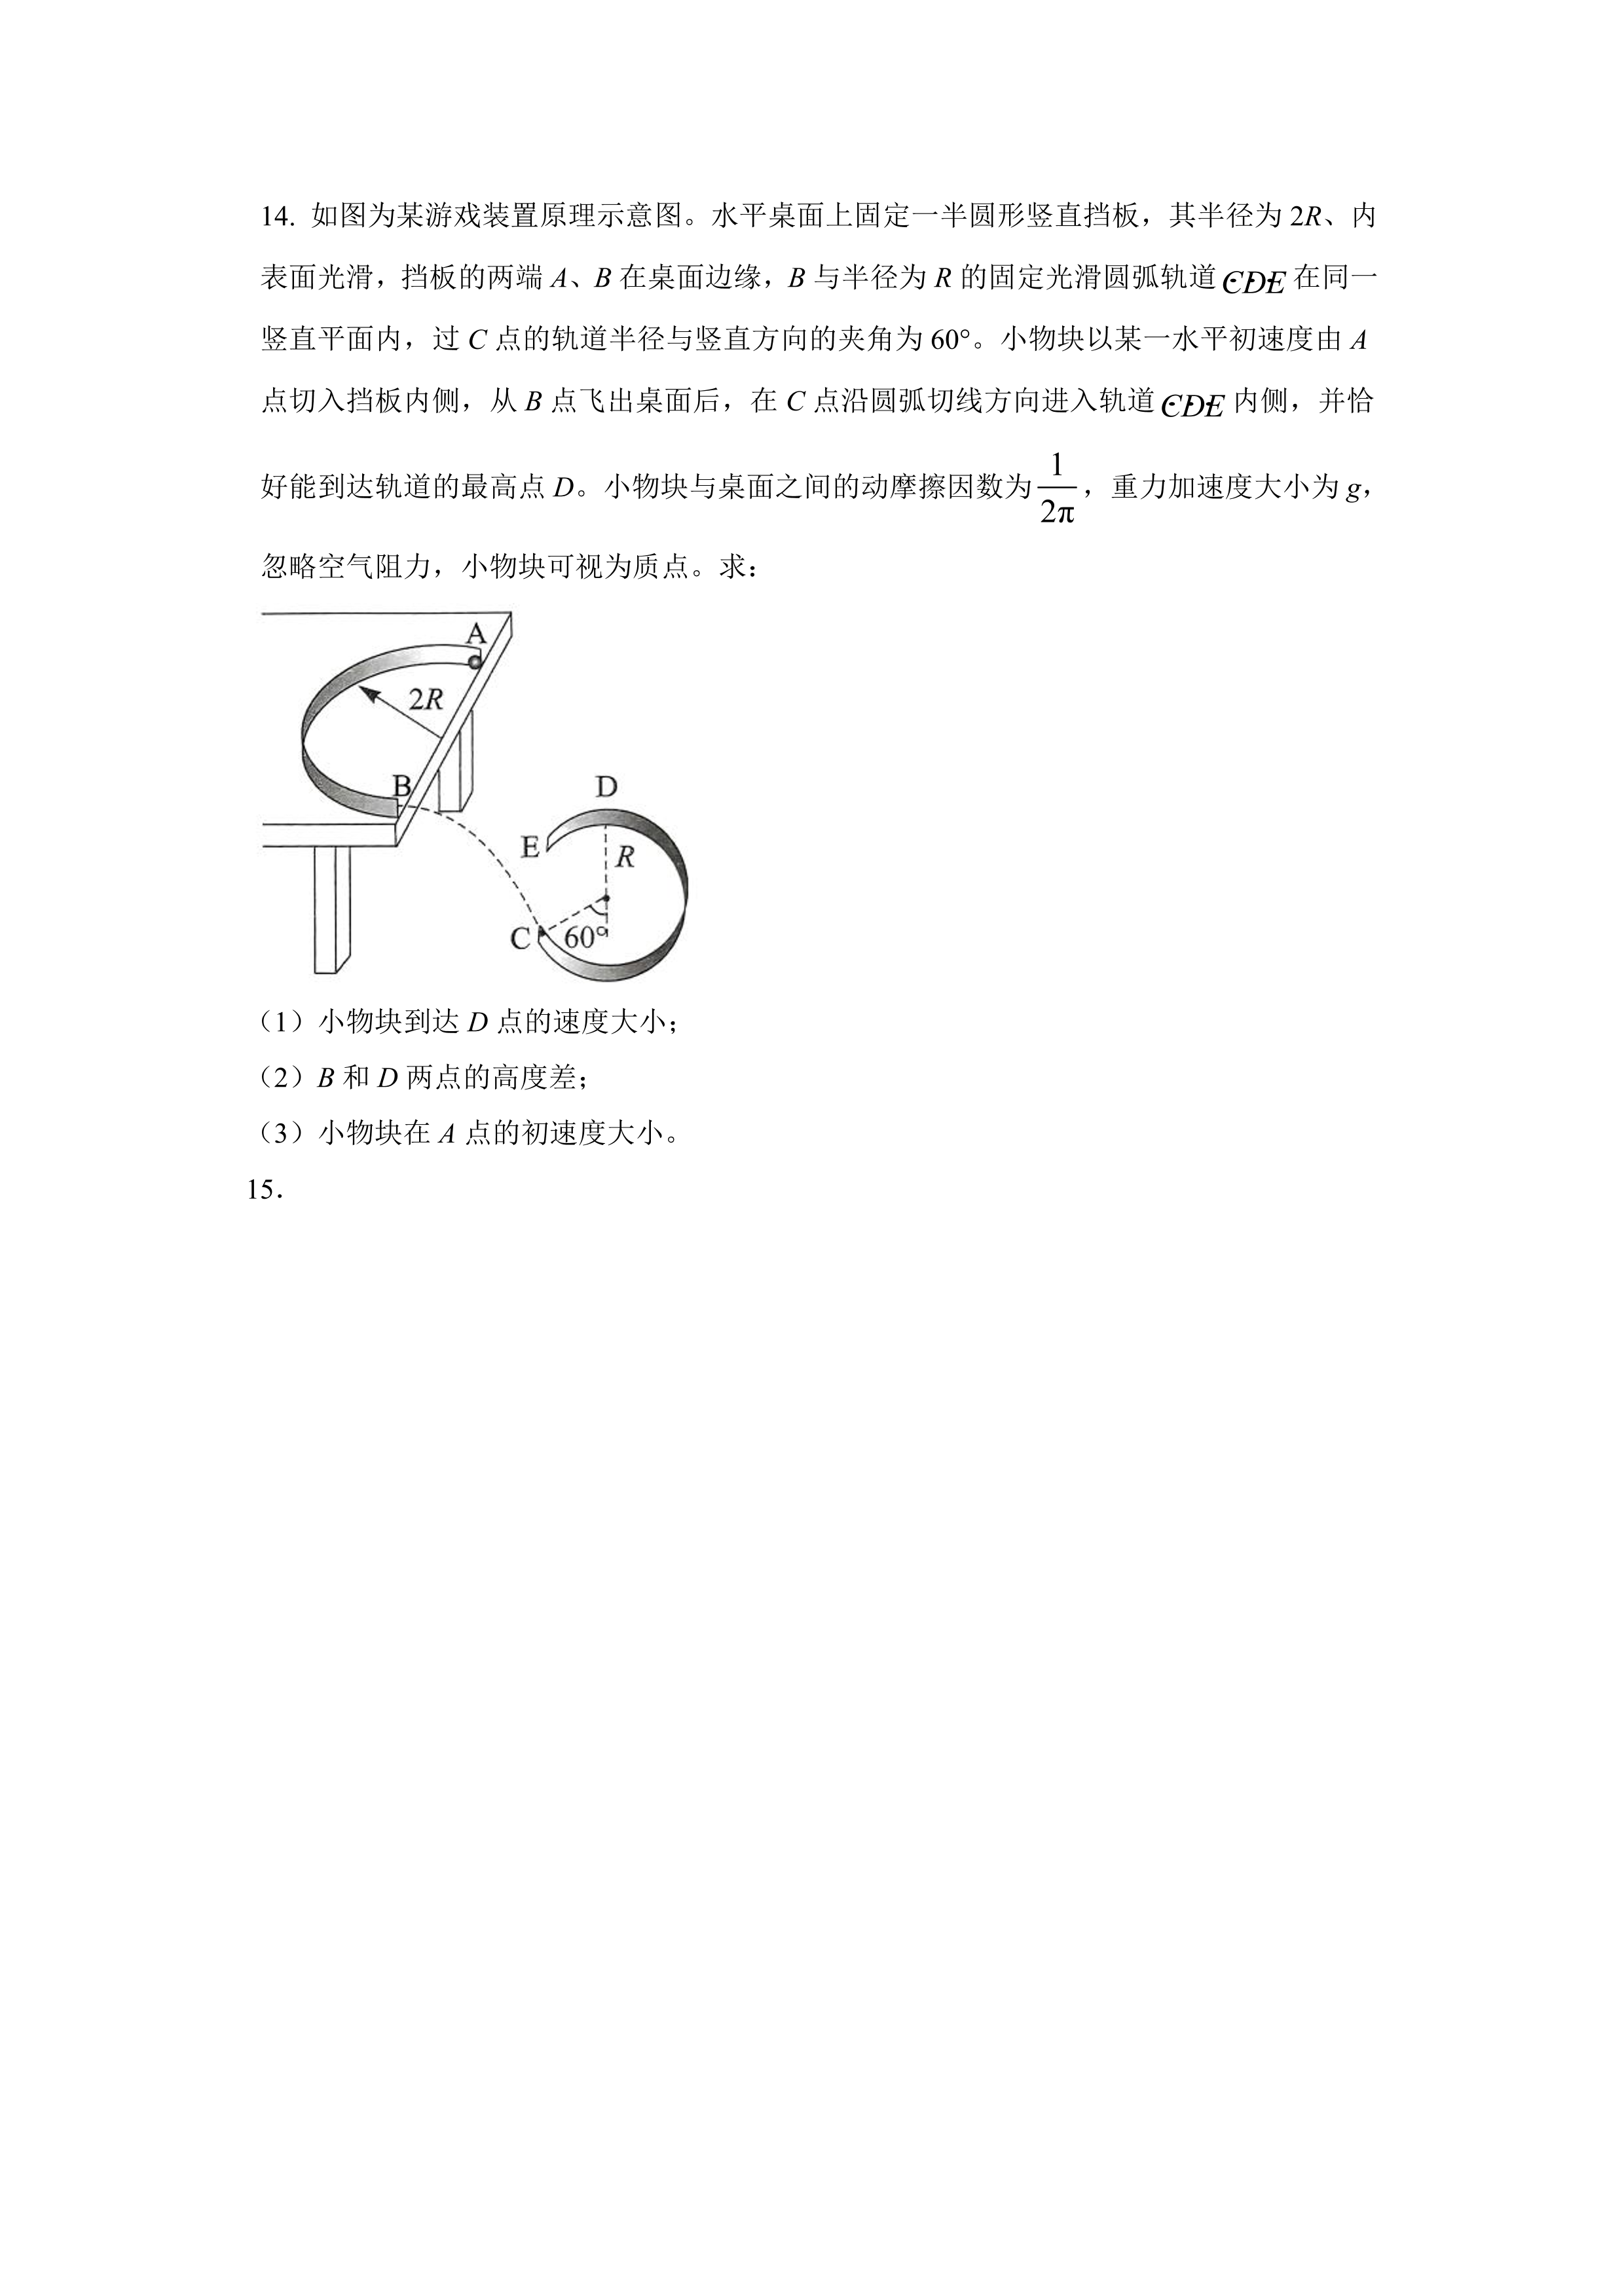 14. 如图为某游戏装置原理示意图。水平桌面上固定一半圆形竖直挡板，其半径为 2R、内
表面光滑，挡板的两端 A、B 在桌面边缘，B 与半径为 R 的固定光滑圆弧轨道 CDE 在同一
竖直平面内，过 C 点的轨道半径与竖直方向的夹角为 60°。小物块以某一水平初速度由 A
点切入挡板内侧，从 B 点飞出桌面后，在 C 点沿圆弧切线方向进入轨道 CDE 内侧，并恰
好能到达轨道的最高点 D。小物块与桌面之间的动摩擦因数为 1/2π，重力加速度大小为 g，
忽略空气阻力，小物块可视为质点。求：
A
2R
B
D
E
R
C
60°
（1）小物块到达 D 点的速度大小；
（2）B 和 D 两点的高度差；
（3）小物块在 A 点的初速度大小。
15.